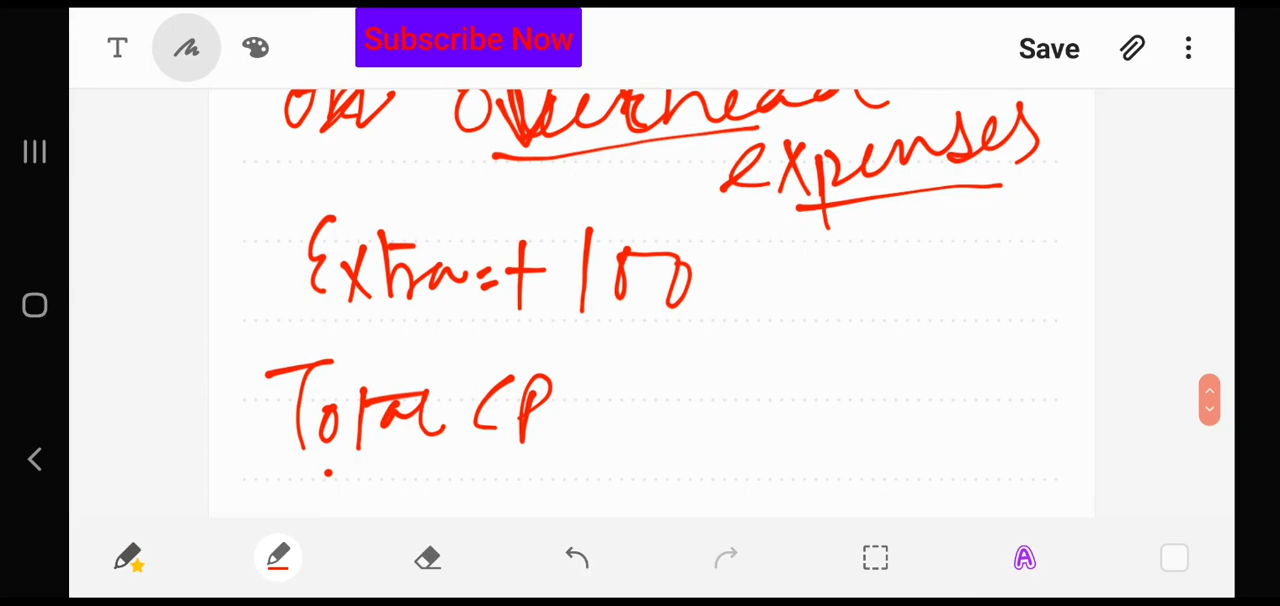 T
Subscribe Now
Save
overhead
expenses
Extra=+100
Total CP
A